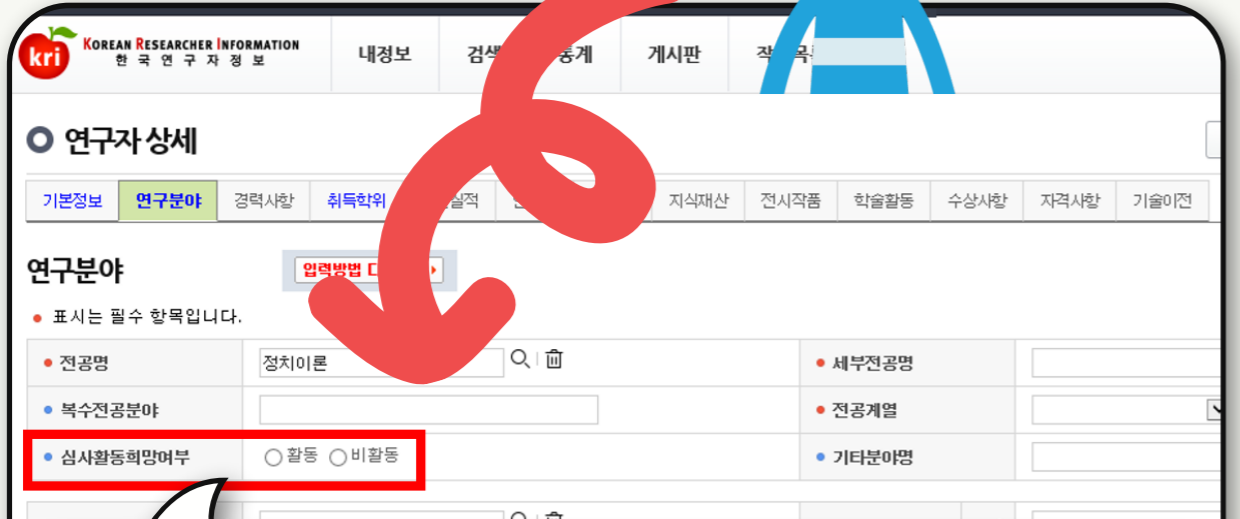 kri KOREAN RESEARCHER INFORMATION
한국연구자정보
내정보 검색 통계 게시판
연구자 상세
기본정보 연구분야 경력사항 취득학위 지식재산 전시작품 학술활동 수상사항 자격사항 기술이전
연구분야 입력방법
• 표시는 필수 항목입니다.
• 전공명 정치이론 • 세부전공명
• 복수전공분야 • 전공계열
• 심사활동희망여부 활동 비활동 • 기타분야명